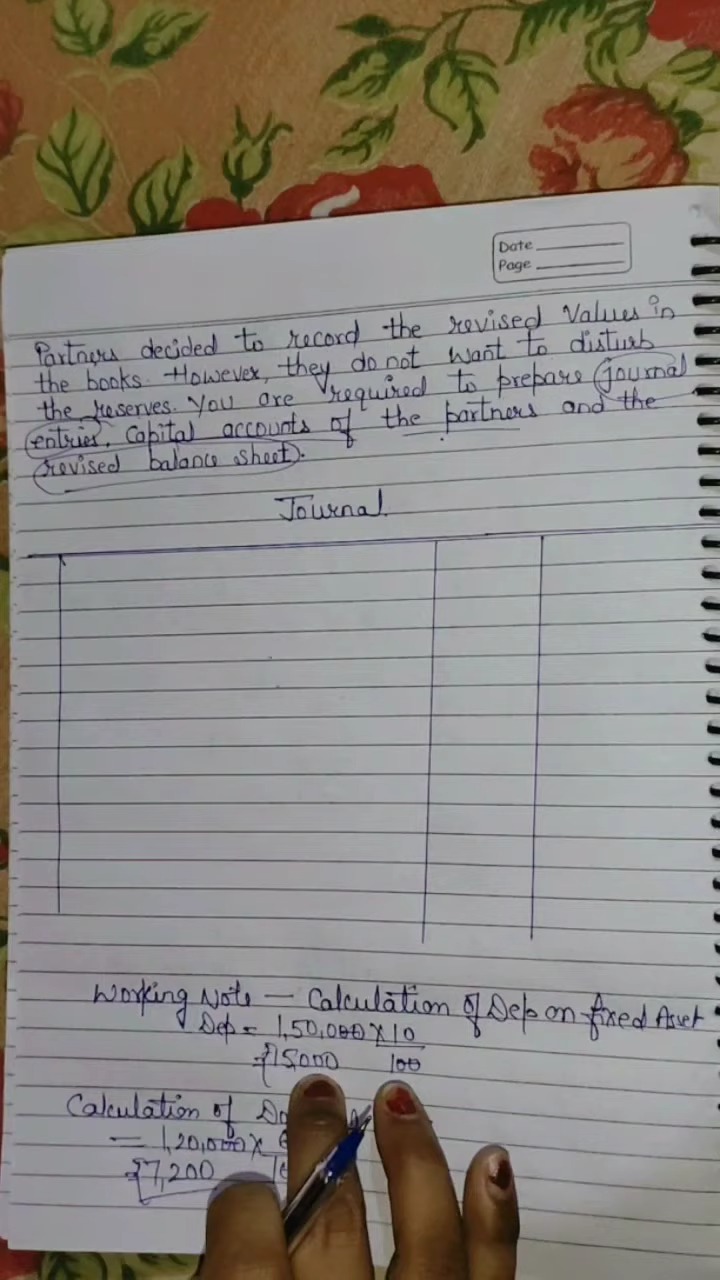 Date
Page
Partners decided to record the revised Values in
the books. However, they do not want to disturb
the reserves. You are required to prepare journal
entries, Capital accounts of the partners and the
revised balance sheet.
Journal
Working Note — Calculation of Dep on fixed Asset
Dep = 1,50,000 × 10
₹15,000 100
Calculation of
= 1,20,000 ×
₹7,200